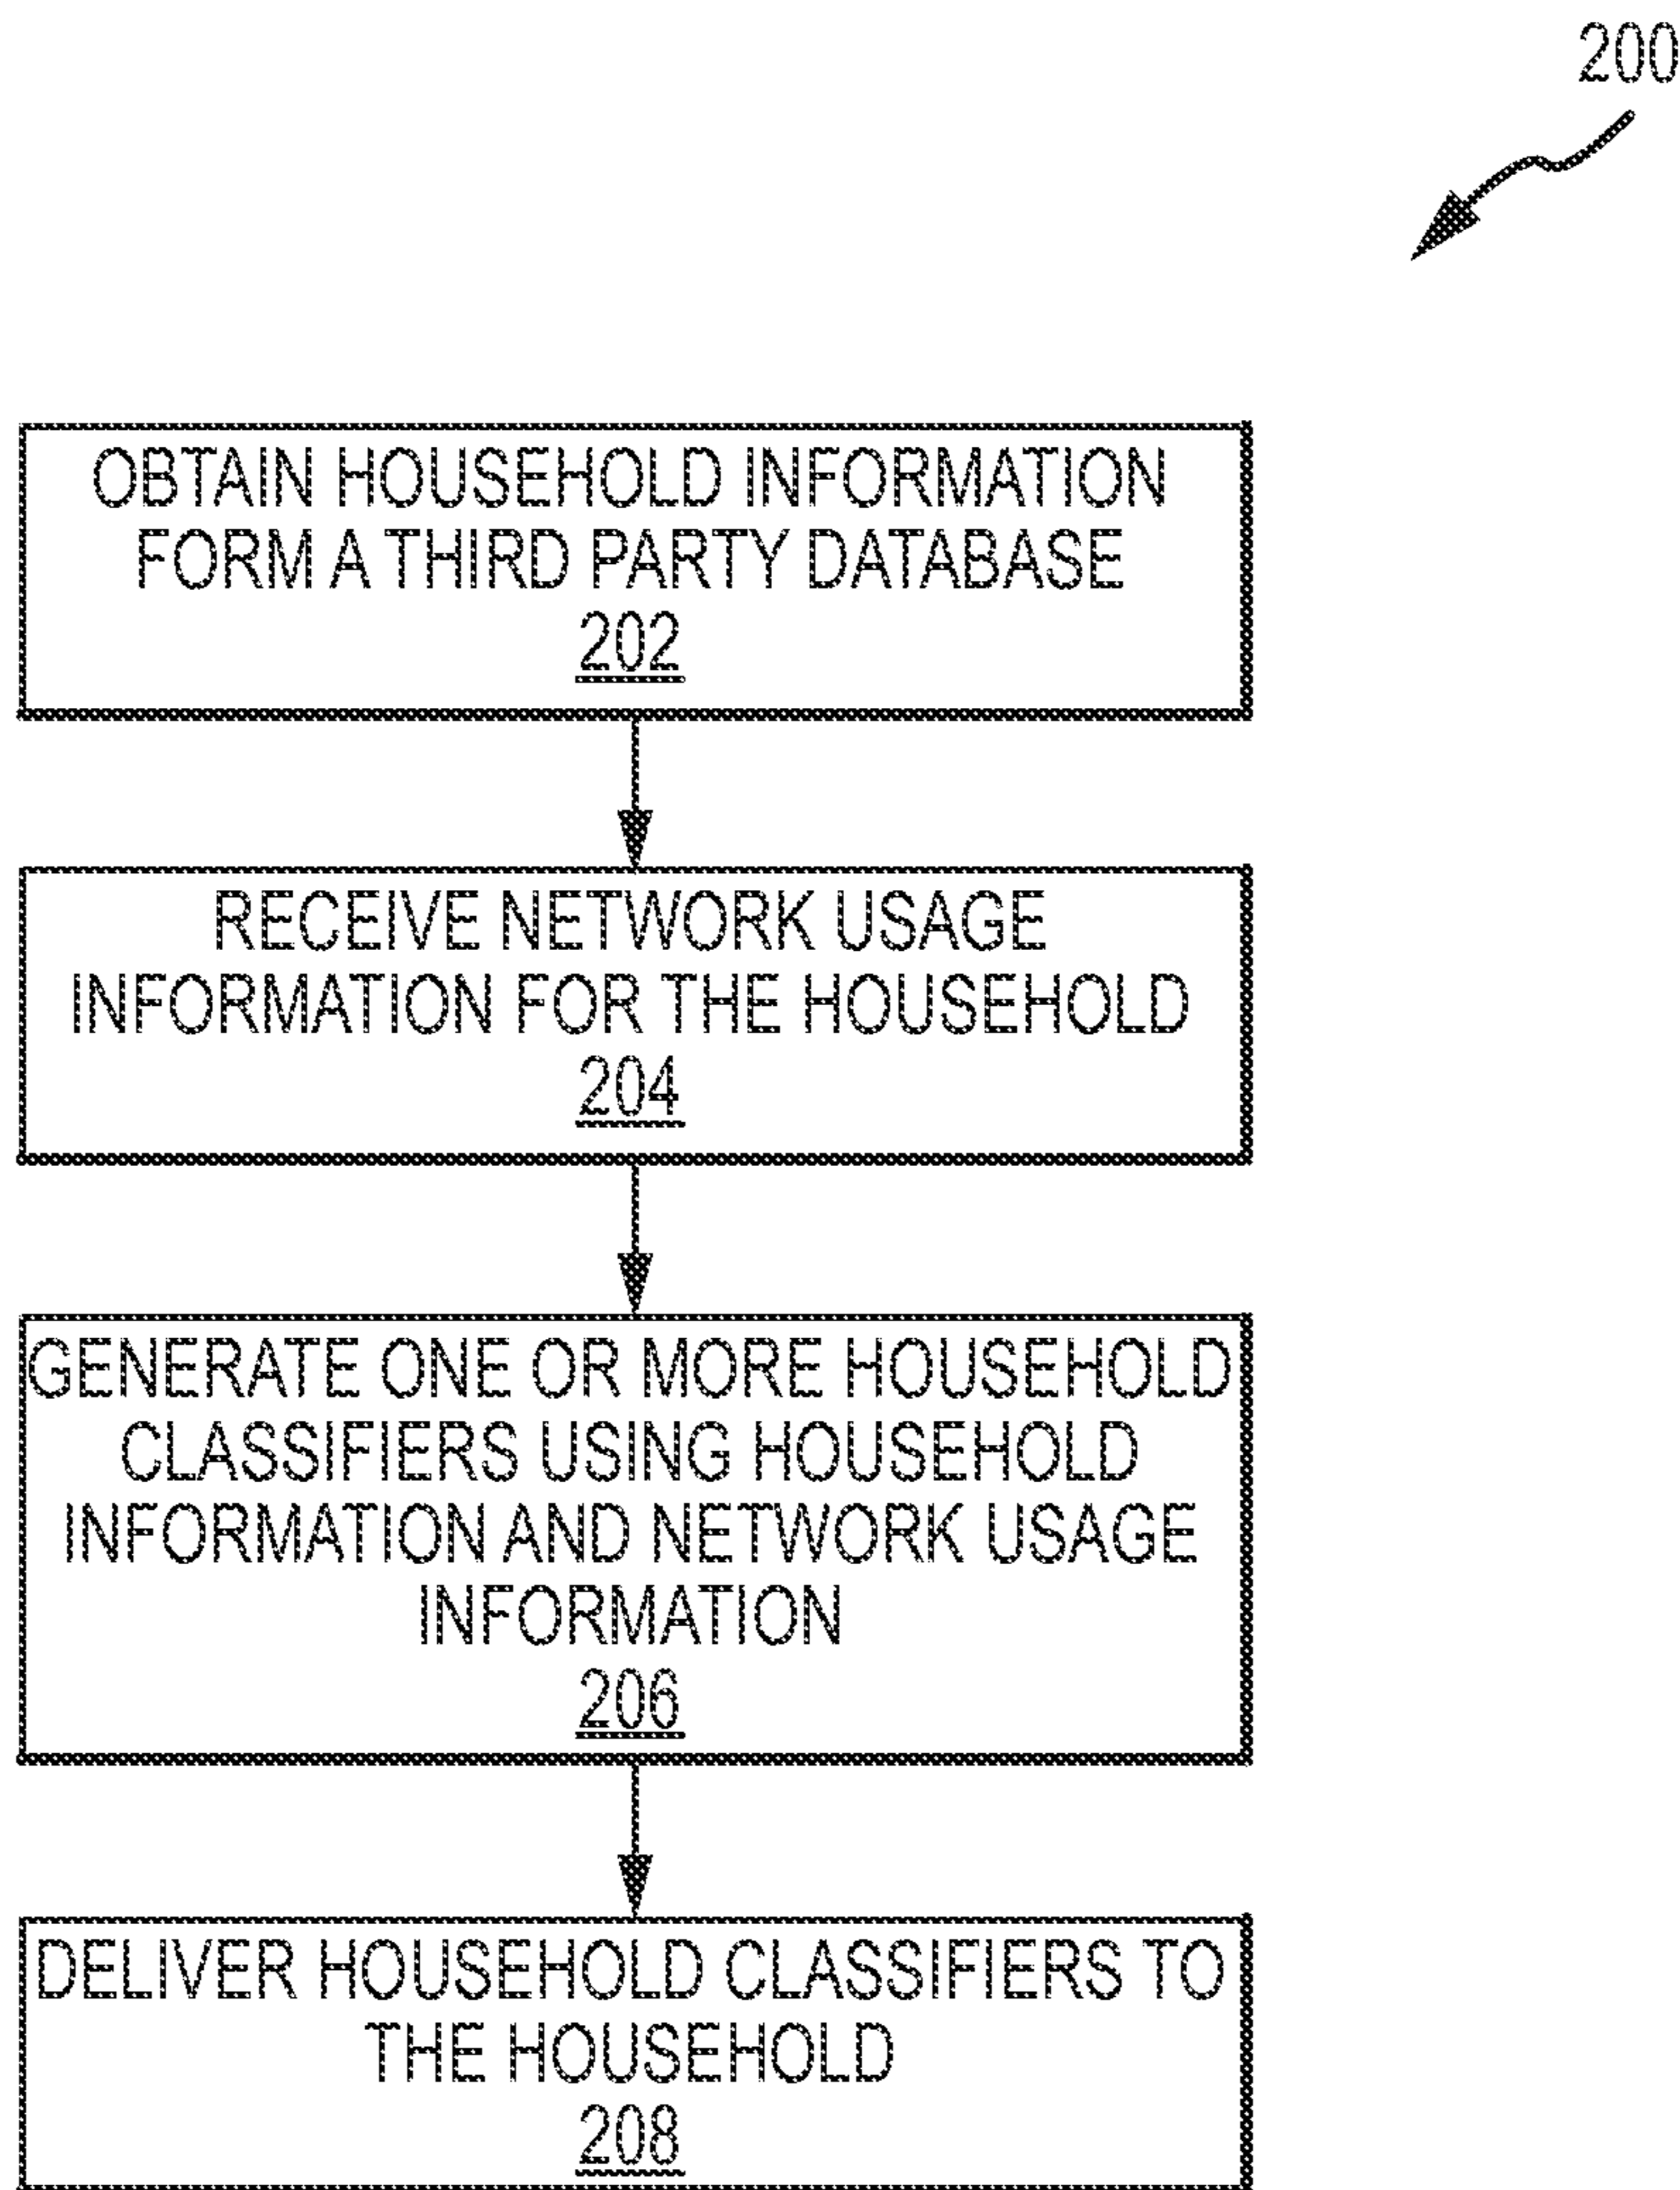 200
OBTAIN HOUSEHOLD INFORMATION
FORM A THIRD PARTY DATABASE
202
RECEIVE NETWORK USAGE
INFORMATION FOR THE HOUSEHOLD
204
GENERATE ONE OR MORE HOUSEHOLD
CLASSIFIERS USING HOUSEHOLD
INFORMATION AND NETWORK USAGE
INFORMATION
206
DELIVER HOUSEHOLD CLASSIFIERS TO
THE HOUSEHOLD
208